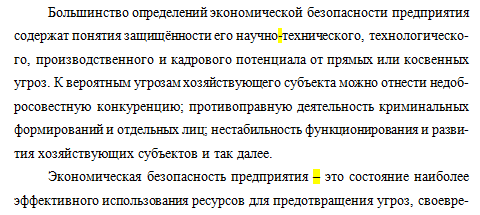 Большинство определений экономической безопасности предприятия
содержат понятия защищённости его научно-технического, технологическо-
го, производственного и кадрового потенциала от прямых или косвенных
угроз. К вероятным угрозам хозяйствующего субъекта можно отнести недоб-
росовестную конкуренцию; противоправную деятельность криминальных
формирований и отдельных лиц; нестабильность функционирования и разви-
тия хозяйствующих субъектов и так далее.
Экономическая безопасность предприятия – это состояние наиболее
эффективного использования ресурсов для предотвращения угроз, своевре-